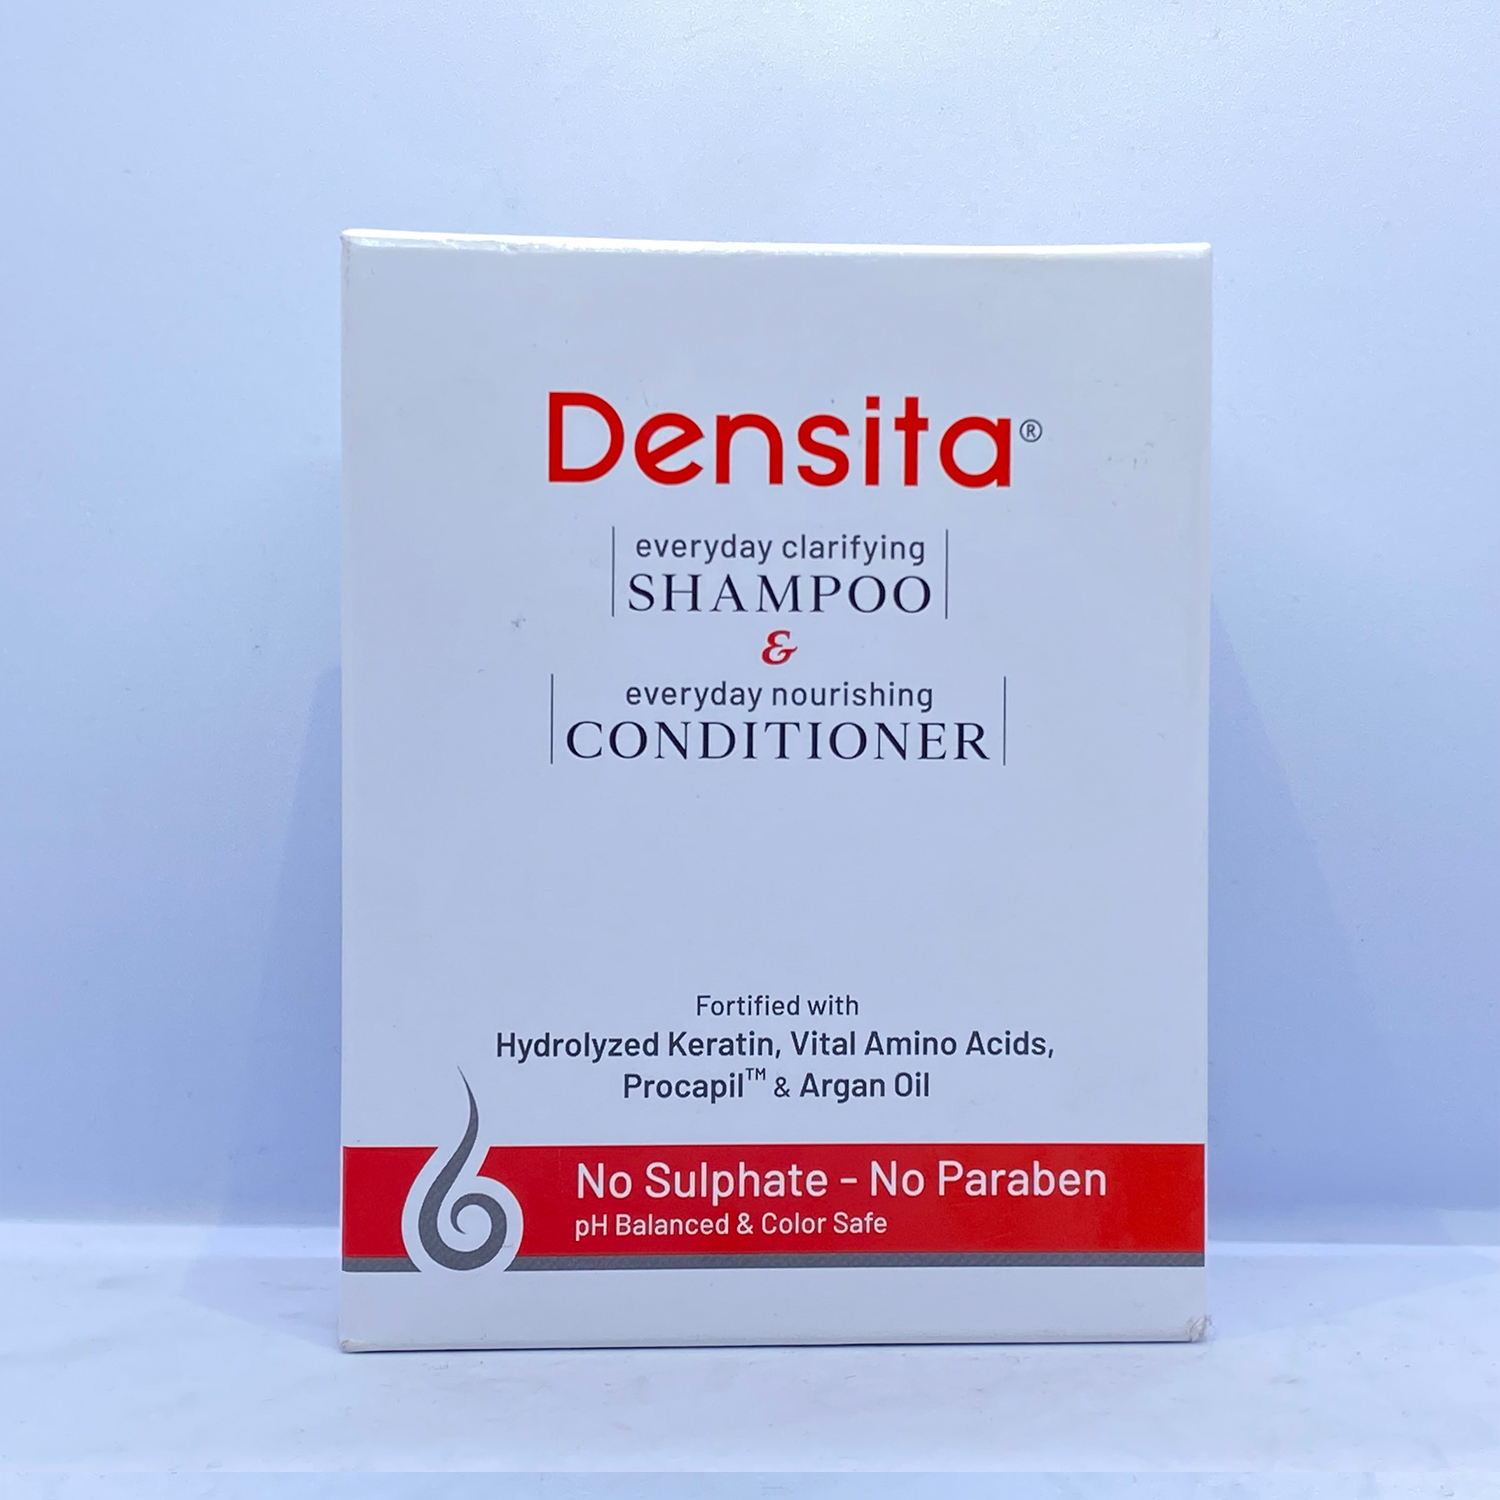 Densita®
everyday clarifying
SHAMPOO
&
everyday nourishing
CONDITIONER
Fortified with
Hydrolyzed Keratin, Vital Amino Acids,
Procapil™ & Argan Oil
No Sulphate - No Paraben
pH Balanced & Color Safe